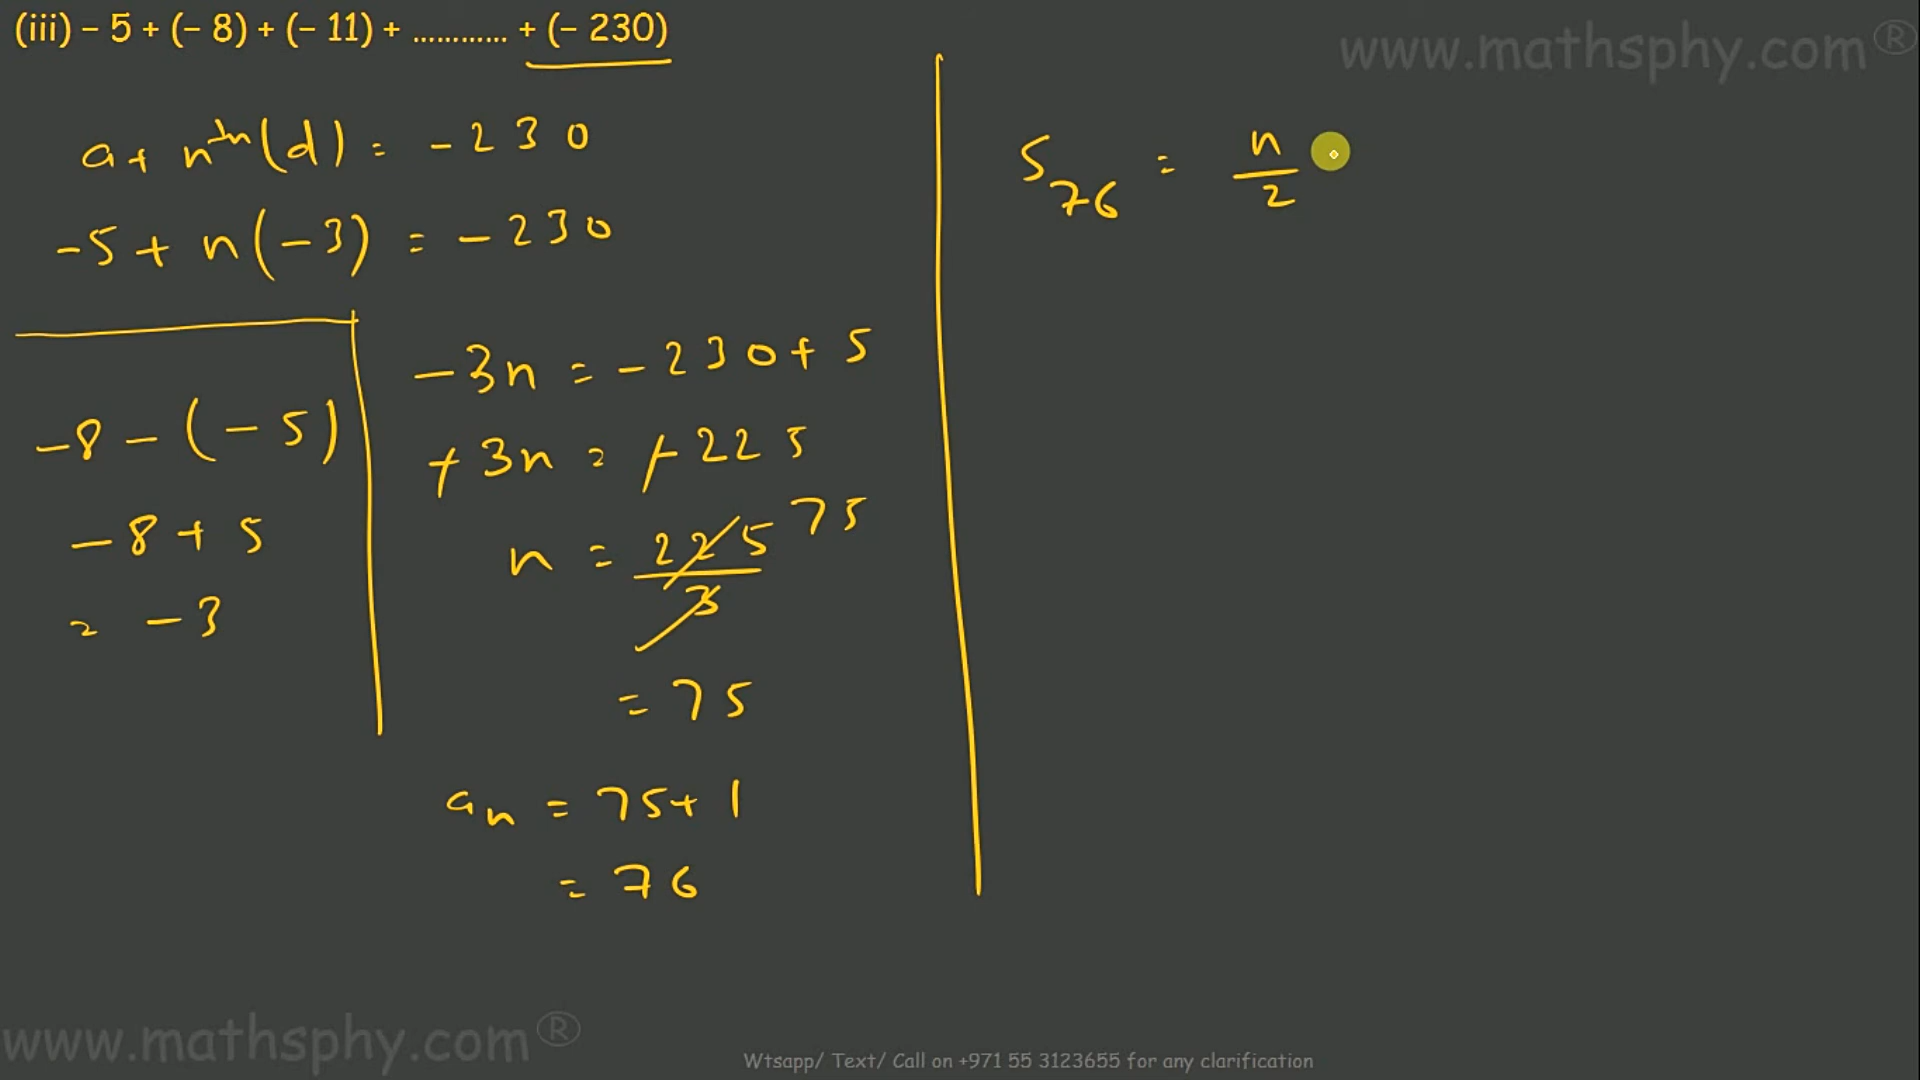 (iii) – 5 + (– 8) + (– 11) + ………… + (– 230)
www.mathsphy.com®
a + nᵗʰ(d) = -230
-5 + n(-3) = -230
-8 - (-5)
-8 + 5
= -3
-3n = -230 + 5
+3n = +225
n = 225/3 75
= 75
aₙ = 75 + 1
= 76
S₇₆ = n/2
www.mathsphy.com®
Wtsapp/ Text/ Call on +971 55 3123655 for any clarification